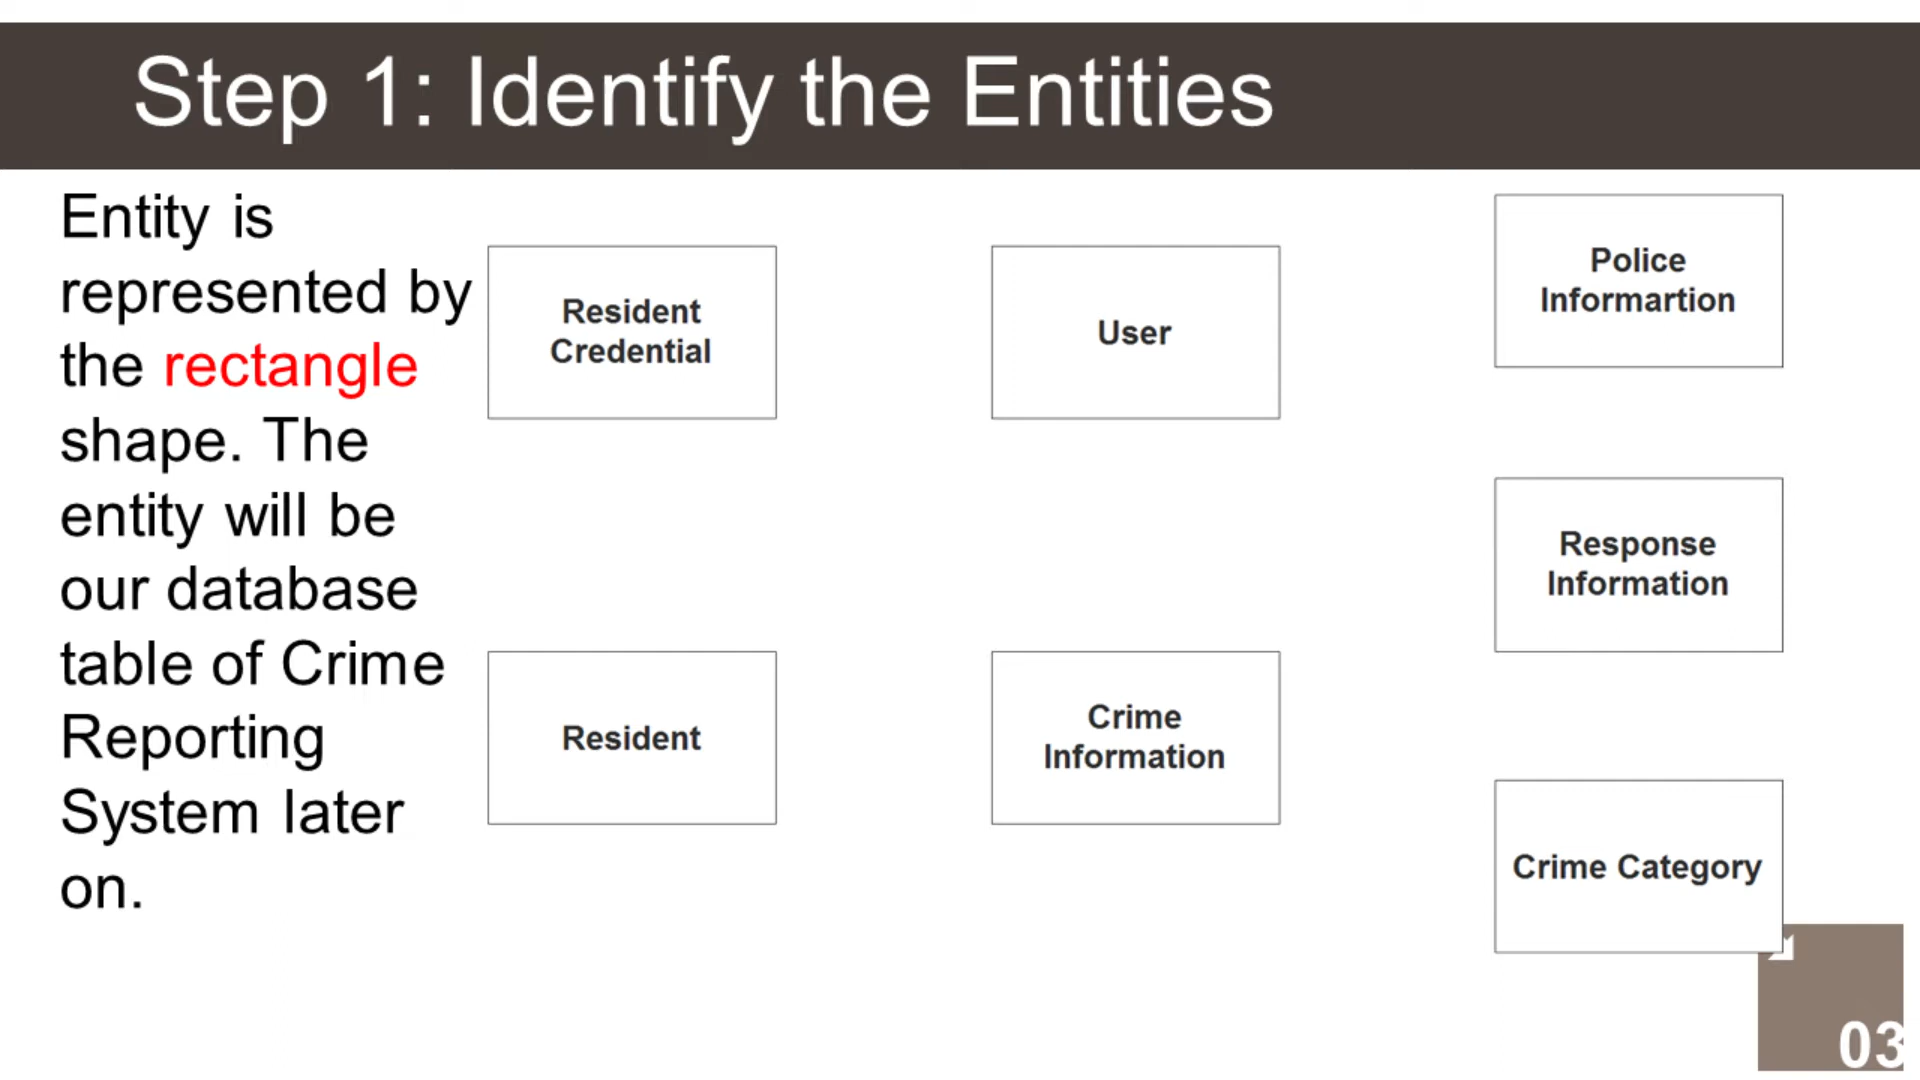 Step 1: Identify the Entities
Entity is
represented by
the rectangle
shape. The
entity will be
our database
table of Crime
Reporting
System later
on.
Resident
Credential
User
Police
Informartion
Response
Information
Resident
Crime
Information
Crime Category
03